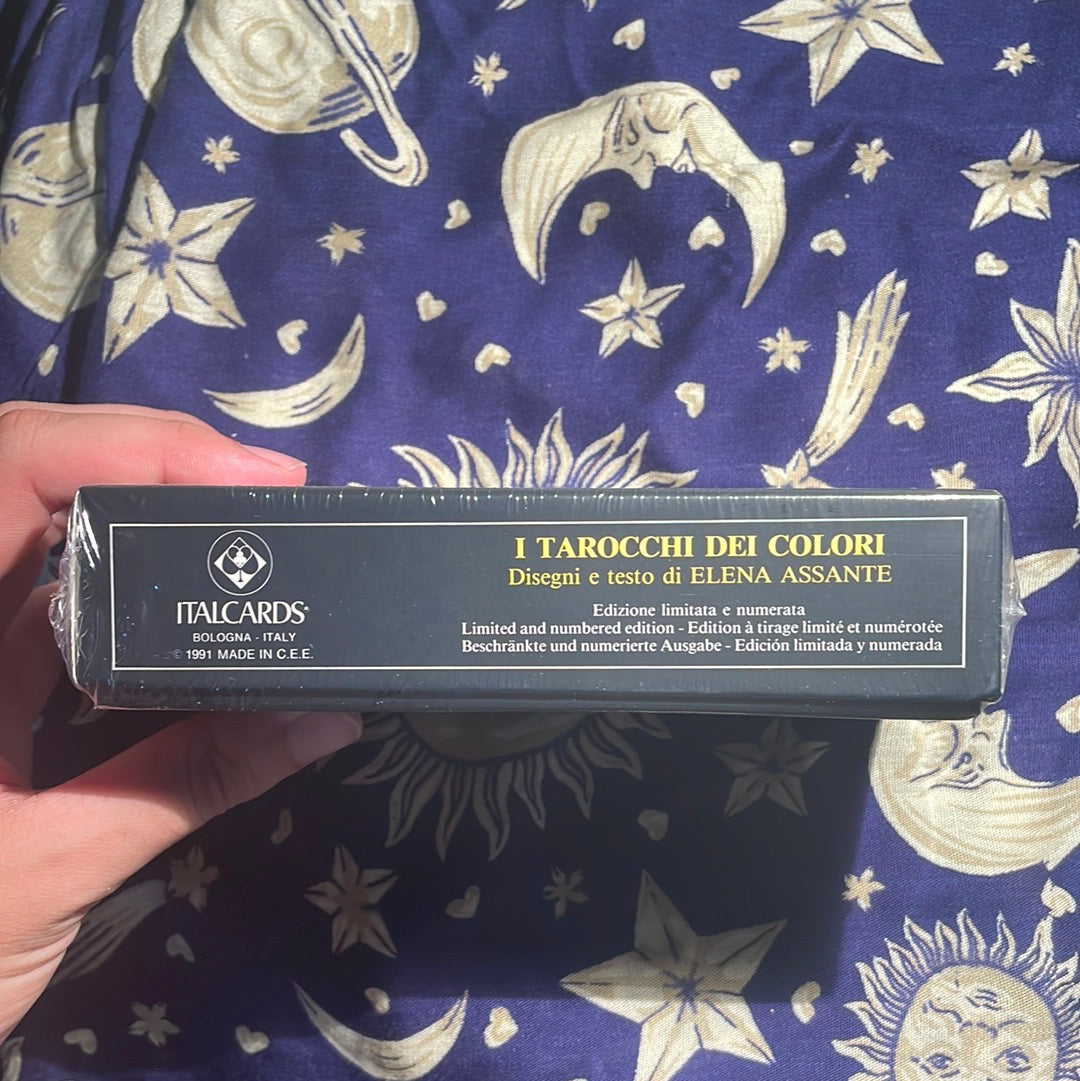 ITALCARDS®
BOLOGNA - ITALY
© 1991 MADE IN C.E.E.
I TAROCCHI DEI COLORI
Disegni e testo di ELENA ASSANTE
Edizione limitata e numerata
Limited and numbered edition - Edition à tirage limité et numérotée
Beschränkte und numerierte Ausgabe - Edición limitada y numerada